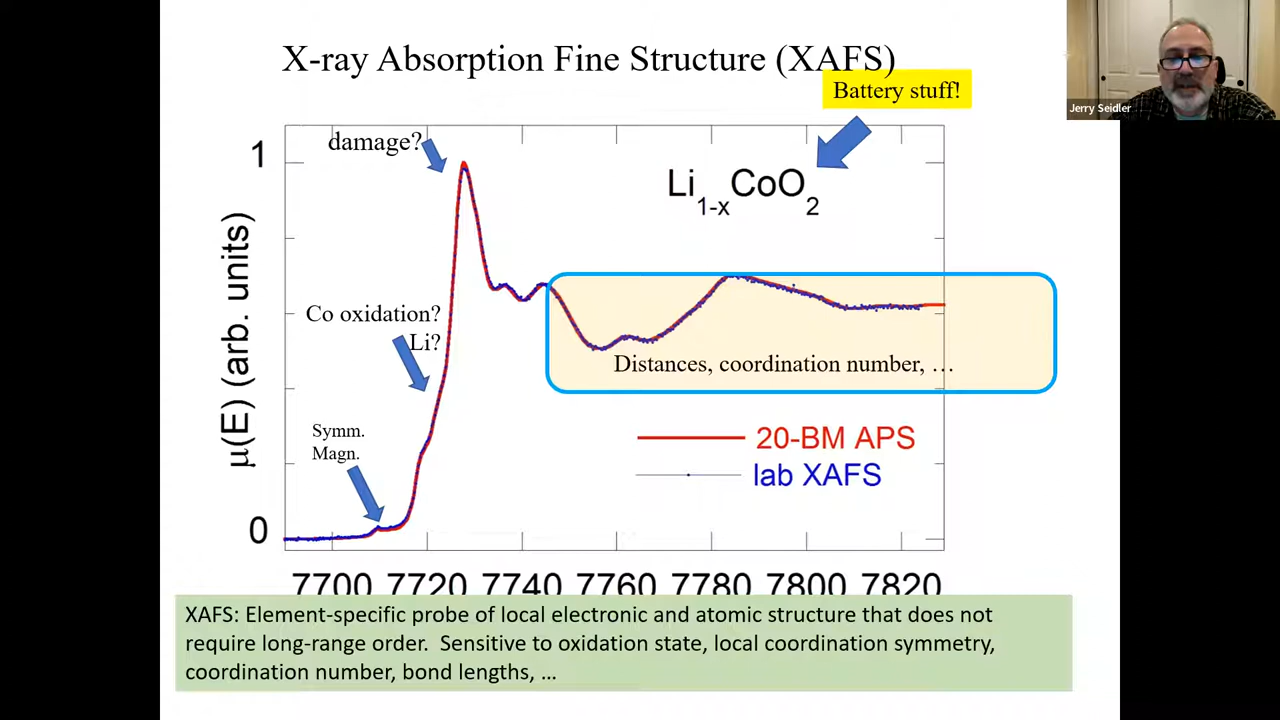 X-ray Absorption Fine Structure (XAFS)
Battery stuff!
Jerry Seidler
damage?
1
Li1-xCoO2
Co oxidation?
Li?
Distances, coordination number, …
μ(E) (arb. units)
Symm.
Magn.
20-BM APS
lab XAFS
0
7700 7720 7740 7760 7780 7800 7820
XAFS: Element-specific probe of local electronic and atomic structure that does not
require long-range order. Sensitive to oxidation state, local coordination symmetry,
coordination number, bond lengths, …